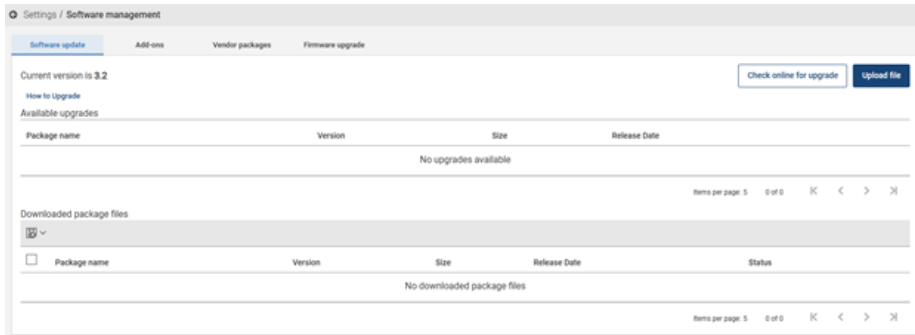 Settings / Software management
Software update Add-ons Vendor packages Firmware upgrade
Current version is 3.2 Check online for upgrade Upload file
How to Upgrade
Available upgrades
Package name Version Size Release Date
No upgrades available
Items per page: 5 0 of 0
Downloaded package files
Package name Version Size Release Date Status
No downloaded package files
Items per page: 5 0 of 0